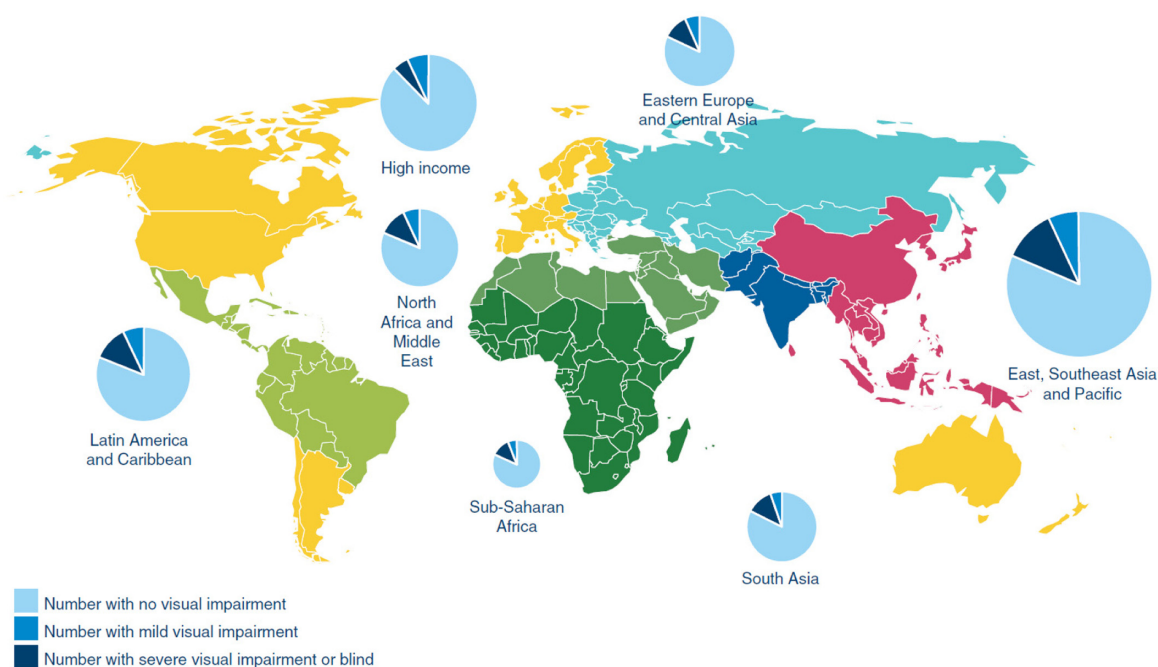 Eastern Europe
and Central Asia
High income
North
Africa and
Middle
East
East, Southeast Asia
and Pacific
Latin America
and Caribbean
Sub-Saharan
Africa
South Asia
Number with no visual impairment
Number with mild visual impairment
Number with severe visual impairment or blind